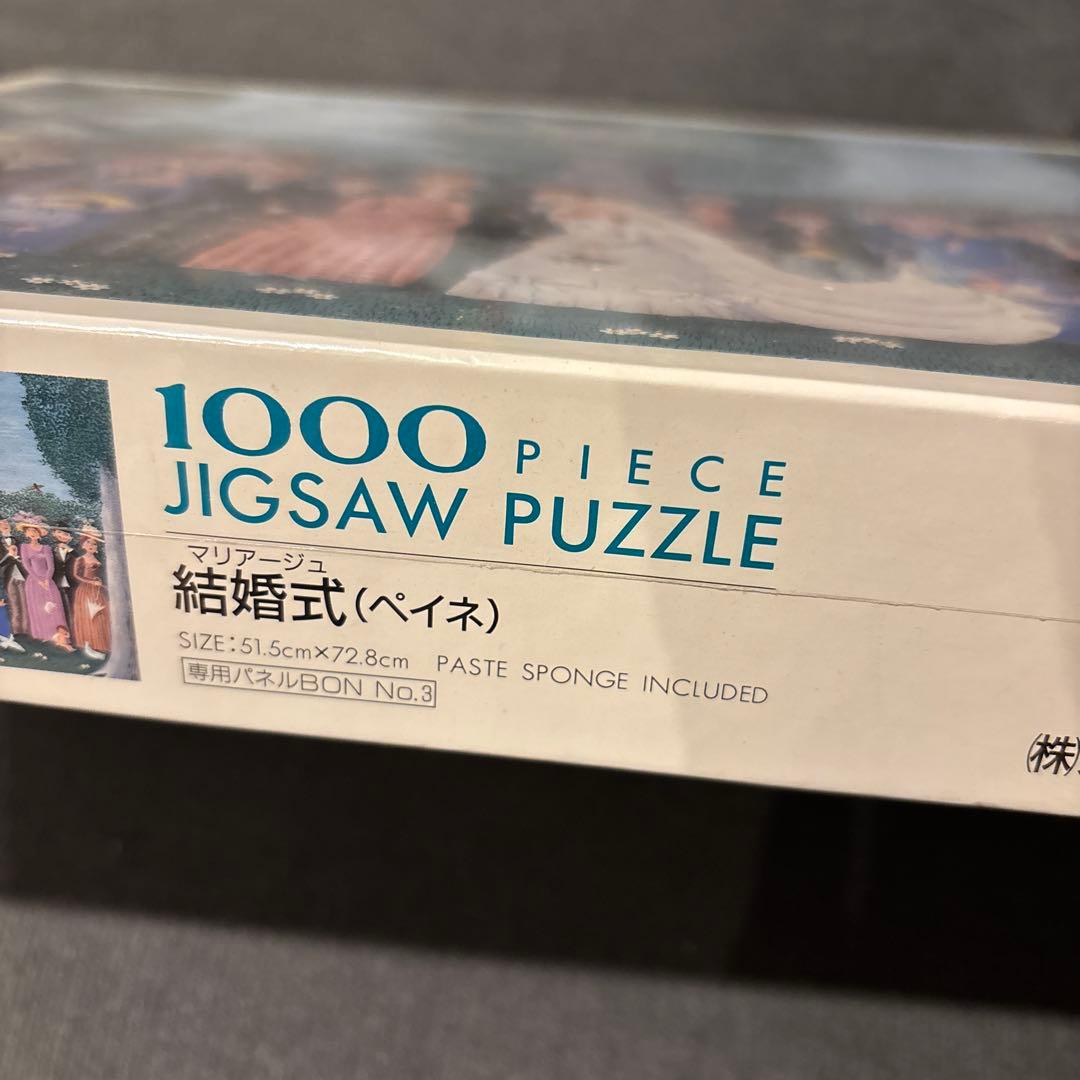 1000 PIECE
JIGSAW PUZZLE
マリアージュ
結婚式(ペイネ)
SIZE:51.5cm×72.8cm PASTE SPONGE INCLUDED
専用パネルBON No.3
(株)